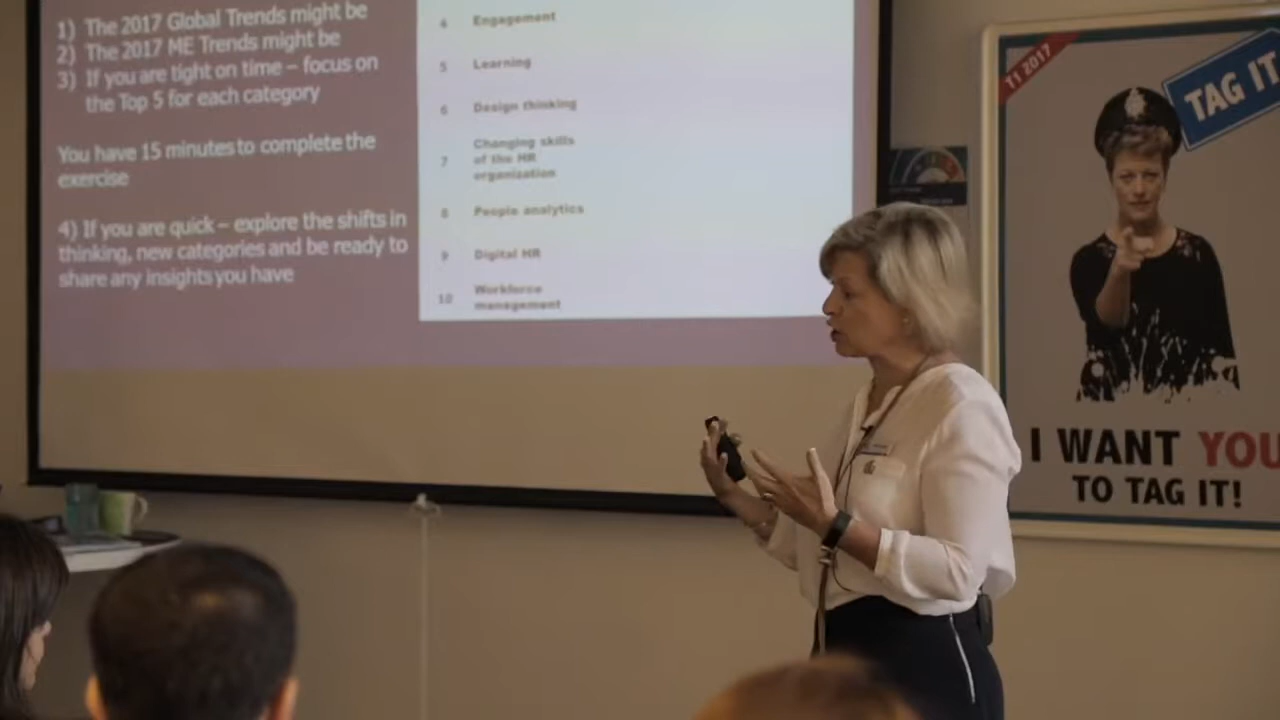 1) The 2017 Global Trends might be
2) The 2017 ME Trends might be
3) If you are tight on time – focus on
the Top 5 for each category
You have 15 minutes to complete the
exercise
4) If you are quick – explore the shifts in
thinking, new categories and be ready to
share any insights you have
4 Engagement
5 Learning
6 Design thinking
7 Changing skills
of the HR
organization
8 People analytics
9 Digital HR
10 Workforce
management
T1 2017
TAG IT
I WANT YOU
TO TAG IT!